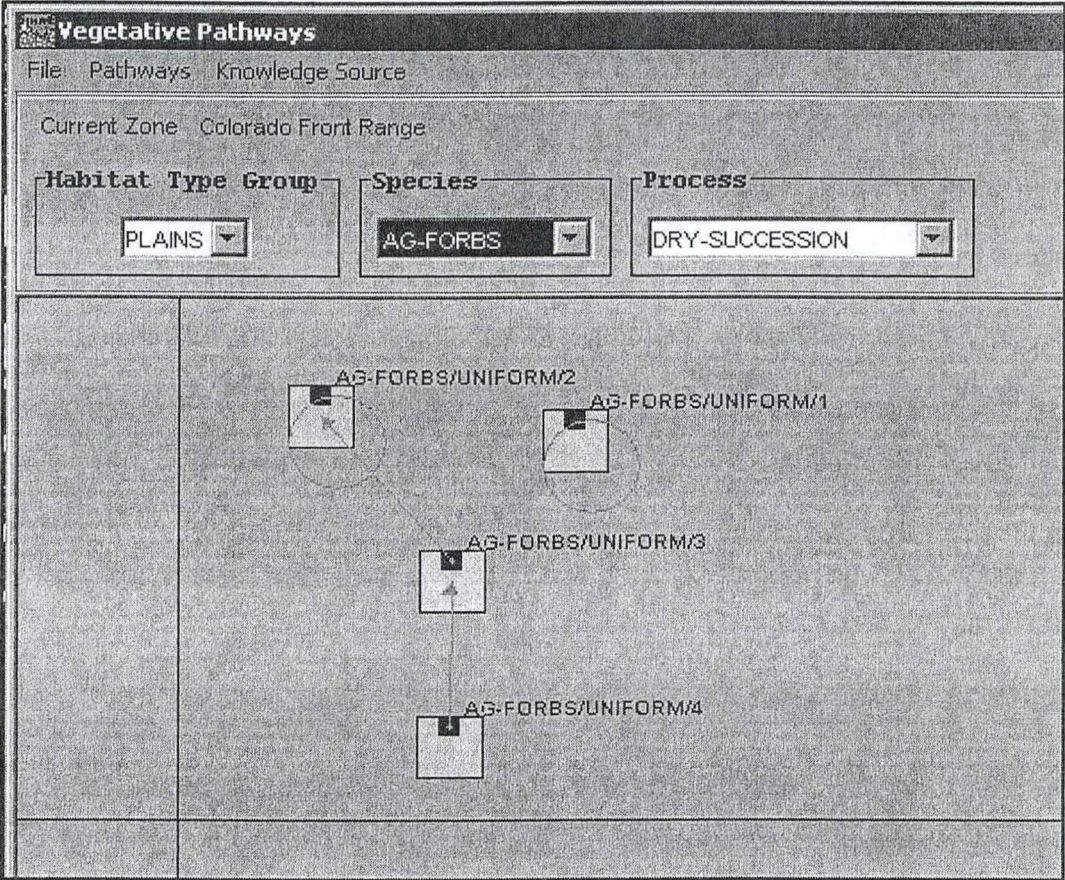 Vegetative Pathways
File Pathways Knowledge Source
Current Zone Colorado Front Range
Habitat Type Group Species Process
PLAINS AG-FORBS DRY-SUCCESSION
AG-FORBS/UNIFORM/2
AG-FORBS/UNIFORM/1
AG-FORBS/UNIFORM/3
AG-FORBS/UNIFORM/4